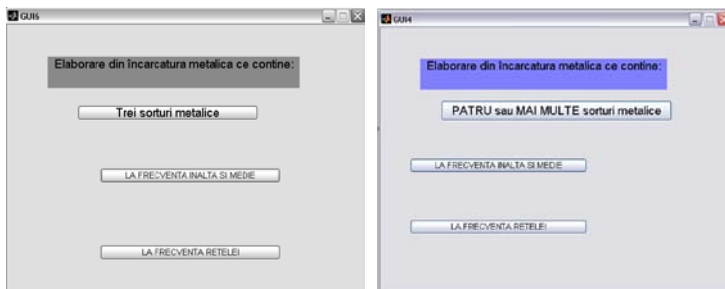 GUI5
Elaborare din încarcatura metalica ce contine:
Trei sorturi metalice
LA FRECVENTA INALTA SI MEDIE
LA FRECVENTA RETELEI
GUI4
Elaborare din încarcatura metalica ce contine:
PATRU sau MAI MULTE sorturi metalice
LA FRECVENTA INALTA SI MEDIE
LA FRECVENTA RETELEI